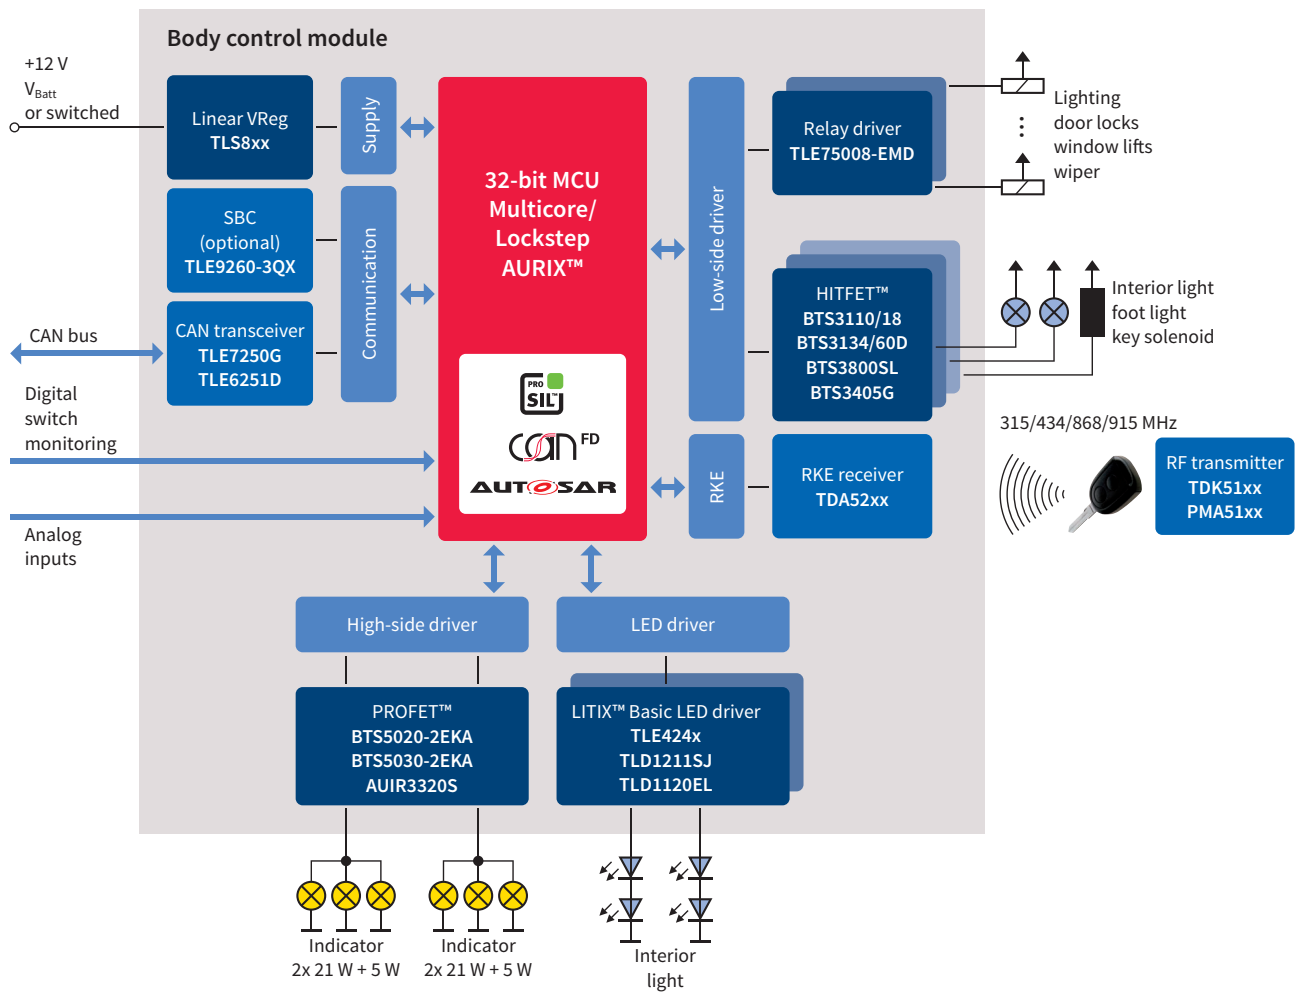 Body control module
+12 V
VBatt
or switched
Linear VReg
TLS8xx
Supply
SBC
(optional)
TLE9260-3QX
Communication
CAN bus
CAN transceiver
TLE7250G
TLE6251D
Digital
switch
monitoring
Analog
inputs
32-bit MCU
Multicore/
Lockstep
AURIX™
PRO
SIL™
CAN FD
AUTOSAR
Low-side driver
Relay driver
TLE75008-EMD
Lighting
door locks
window lifts
wiper
HITFET™
BTS3110/18
BTS3134/60D
BTS3800SL
BTS3405G
Interior light
foot light
key solenoid
RKE
RKE receiver
TDA52xx
315/434/868/915 MHz
RF transmitter
TDK51xx
PMA51xx
High-side driver
LED driver
PROFET™
BTS5020-2EKA
BTS5030-2EKA
AUIR3320S
LITIX™ Basic LED driver
TLE424x
TLD1211SJ
TLD1120EL
Indicator
2x 21 W + 5 W
Indicator
2x 21 W + 5 W
Interior
light